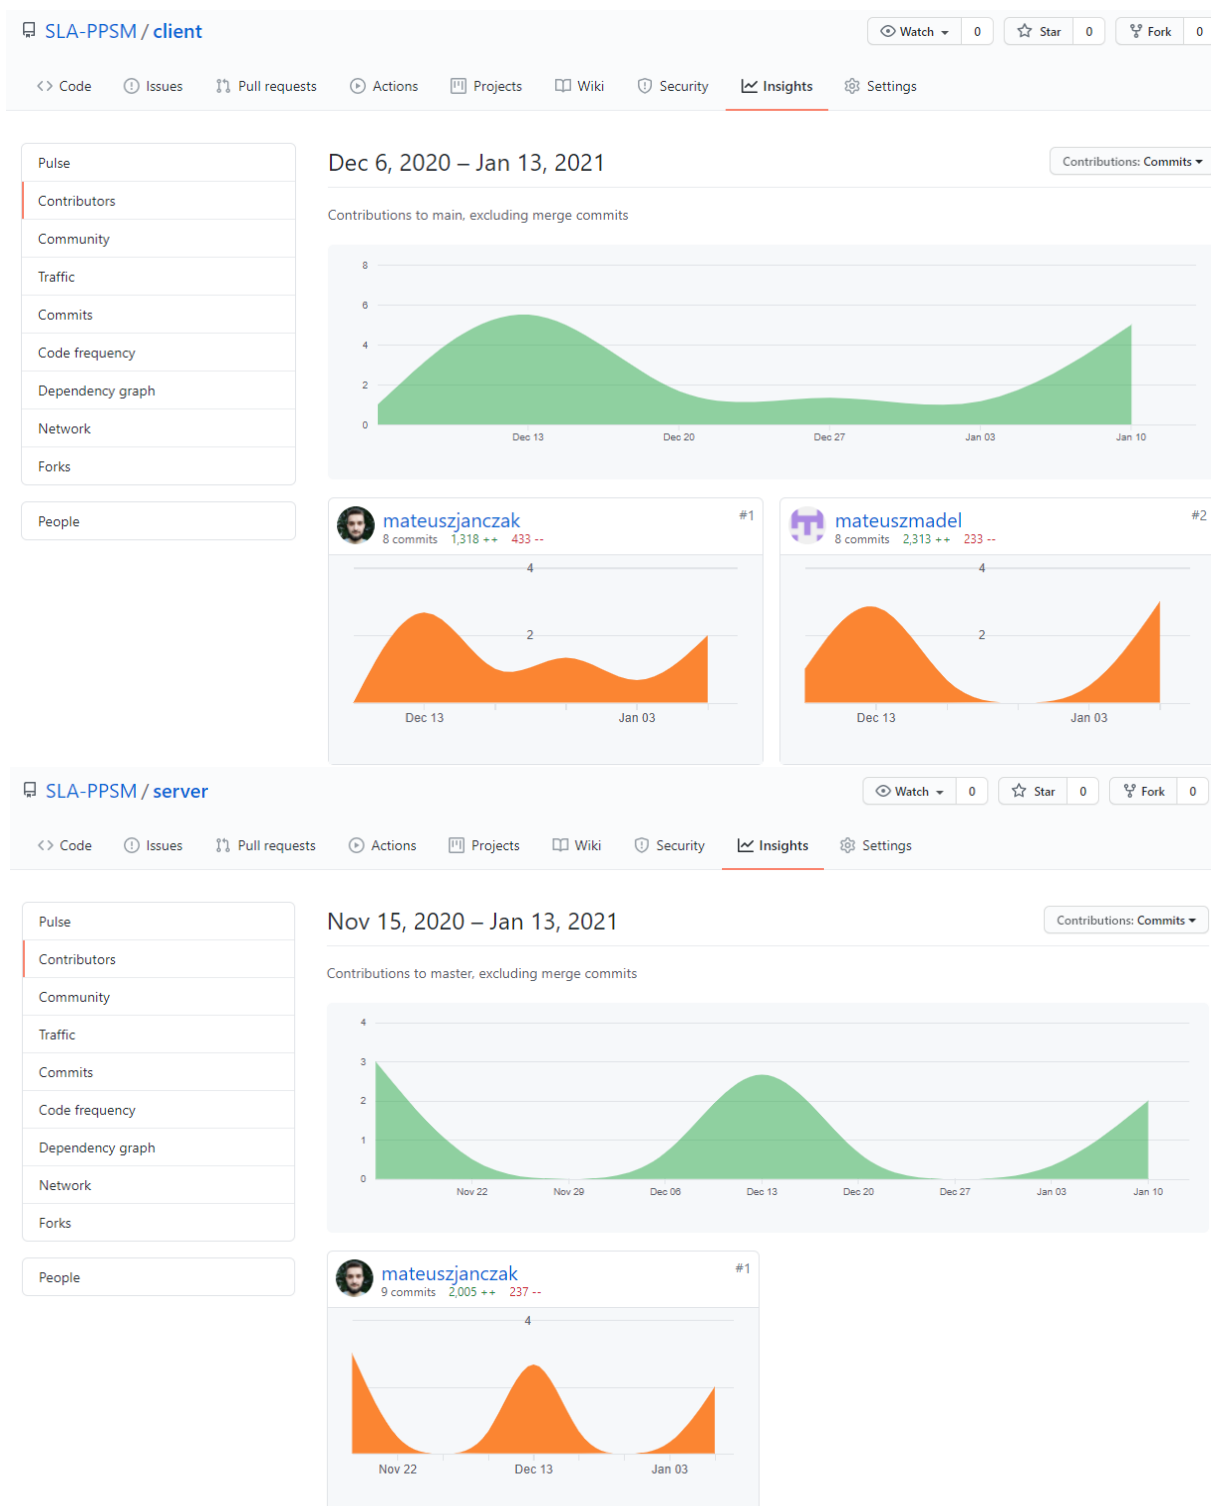 SLA-PPSM / client
Watch 0 Star 0 Fork 0
Code Issues Pull requests Actions Projects Wiki Security Insights Settings
Pulse
Contributors
Community
Traffic
Commits
Code frequency
Dependency graph
Network
Forks
People
Dec 6, 2020 – Jan 13, 2021
Contributions: Commits
Contributions to main, excluding merge commits
8
6
4
2
0
Dec 13 Dec 20 Dec 27 Jan 03 Jan 10
mateuszjanczak #1
8 commits 1,318 ++ 433 --
4
2
Dec 13 Jan 03
mateuszmadel #2
8 commits 2,313 ++ 233 --
4
2
Dec 13 Jan 03
SLA-PPSM / server
Watch 0 Star 0 Fork 0
Code Issues Pull requests Actions Projects Wiki Security Insights Settings
Pulse
Contributors
Community
Traffic
Commits
Code frequency
Dependency graph
Network
Forks
People
Nov 15, 2020 – Jan 13, 2021
Contributions: Commits
Contributions to master, excluding merge commits
4
3
2
1
0
Nov 22 Nov 29 Dec 06 Dec 13 Dec 20 Dec 27 Jan 03 Jan 10
mateuszjanczak #1
9 commits 2,005 ++ 237 --
4
Nov 22 Dec 13 Jan 03